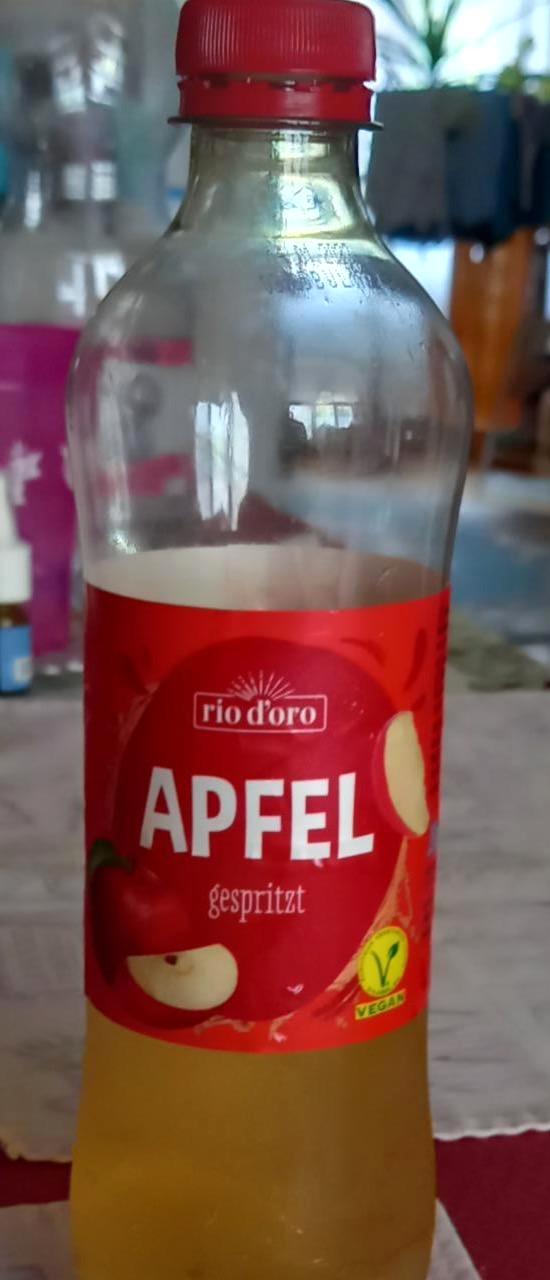 rio d'oro
APFEL
gespritzt
VEGAN